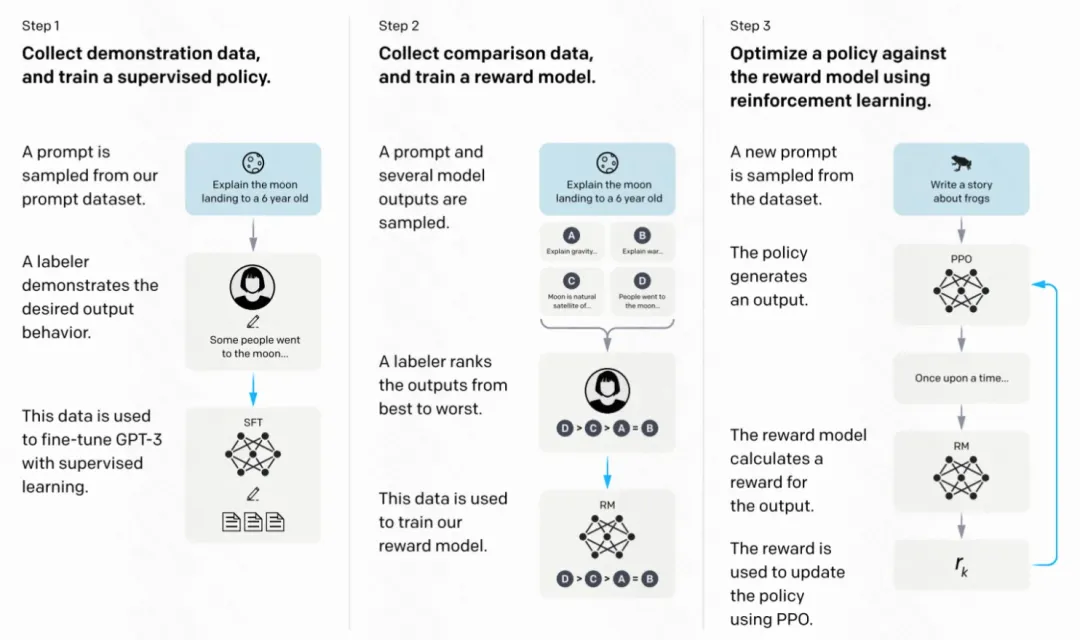 Step 1
Collect demonstration data,
and train a supervised policy.
A prompt is
sampled from our
prompt dataset.
Explain the moon
landing to a 6 year old
A labeler
demonstrates the
desired output
behavior.
Some people went
to the moon...
This data is used
to fine-tune GPT-3
with supervised
learning.
SFT
Step 2
Collect comparison data,
and train a reward model.
A prompt and
several model
outputs are
sampled.
Explain the moon
landing to a 6 year old
A
Explain gravity...
B
Explain war...
C
Moon is natural
satellite of...
D
People went to
the moon...
A labeler ranks
the outputs from
best to worst.
D > C > A = B
This data is used
to train our
reward model.
RM
D > C > A = B
Step 3
Optimize a policy against
the reward model using
reinforcement learning.
A new prompt
is sampled from
the dataset.
Write a story
about frogs
The policy
generates
an output.
PPO
Once upon a time...
The reward model
calculates a
reward for
the output.
RM
The reward is
used to update
the policy
using PPO.
rk